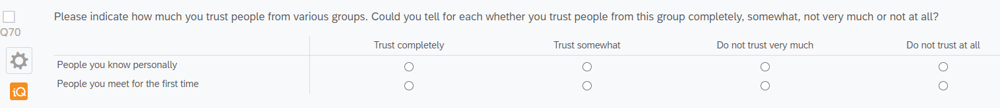 Please indicate how much you trust people from various groups. Could you tell for each whether you trust people from this group completely, somewhat, not very much or not at all?
Q70
Trust completely Trust somewhat Do not trust very much Do not trust at all
People you know personally
People you meet for the first time
iQ